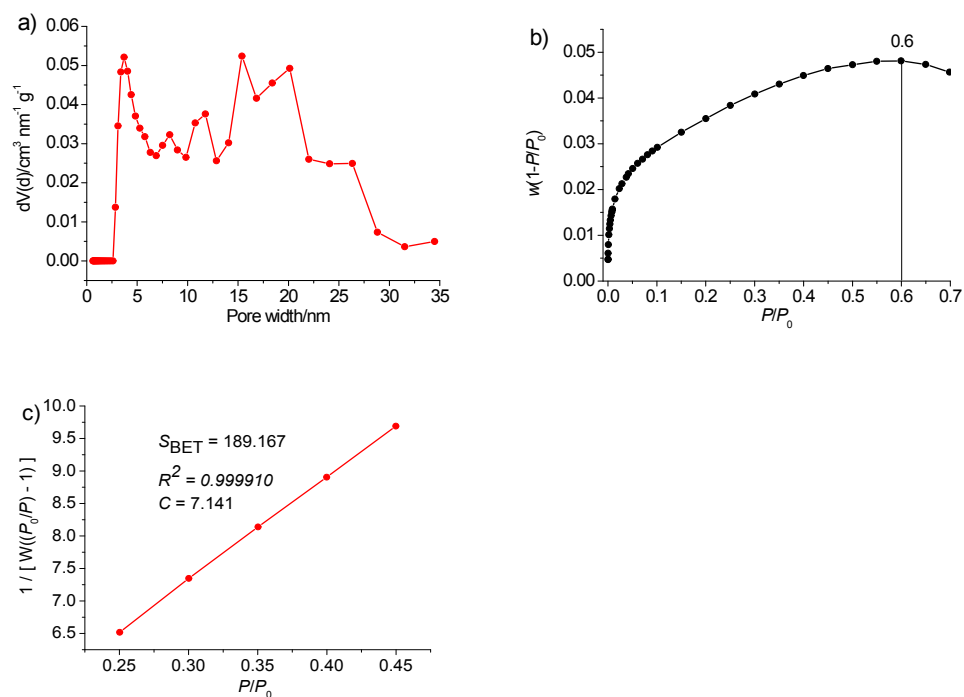 a)
0.06
0.05
0.04
0.03
0.02
0.01
0.00
dV(d)/cm³ nm⁻¹ g⁻¹
0 5 10 15 20 25 30 35
Pore width/nm
b)
0.6
0.05
0.04
0.03
0.02
0.01
0.00
w(1-P/P₀)
0.0 0.1 0.2 0.3 0.4 0.5 0.6 0.7
P/P₀
c)
10.0
9.5
9.0
8.5
8.0
7.5
7.0
6.5
1 / [ W((P₀/P) - 1) ]
S_BET = 189.167
R² = 0.999910
C = 7.141
0.25 0.30 0.35 0.40 0.45
P/P₀